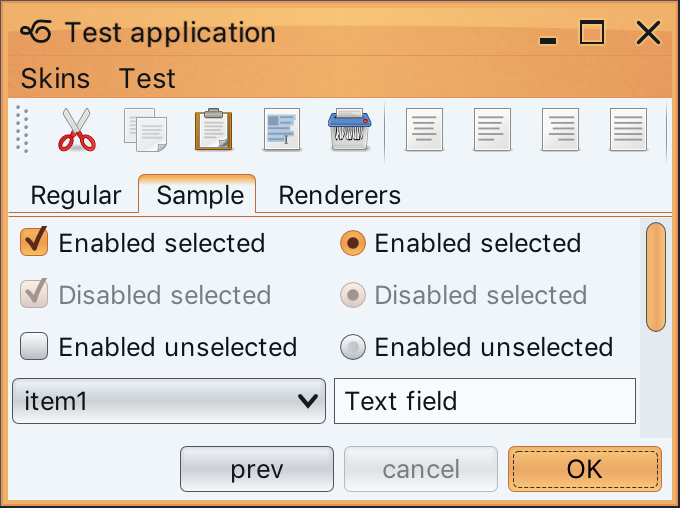 Test application
Skins Test
Regular Sample Renderers
Enabled selected Enabled selected
Disabled selected Disabled selected
Enabled unselected Enabled unselected
item1 Text field
prev cancel OK